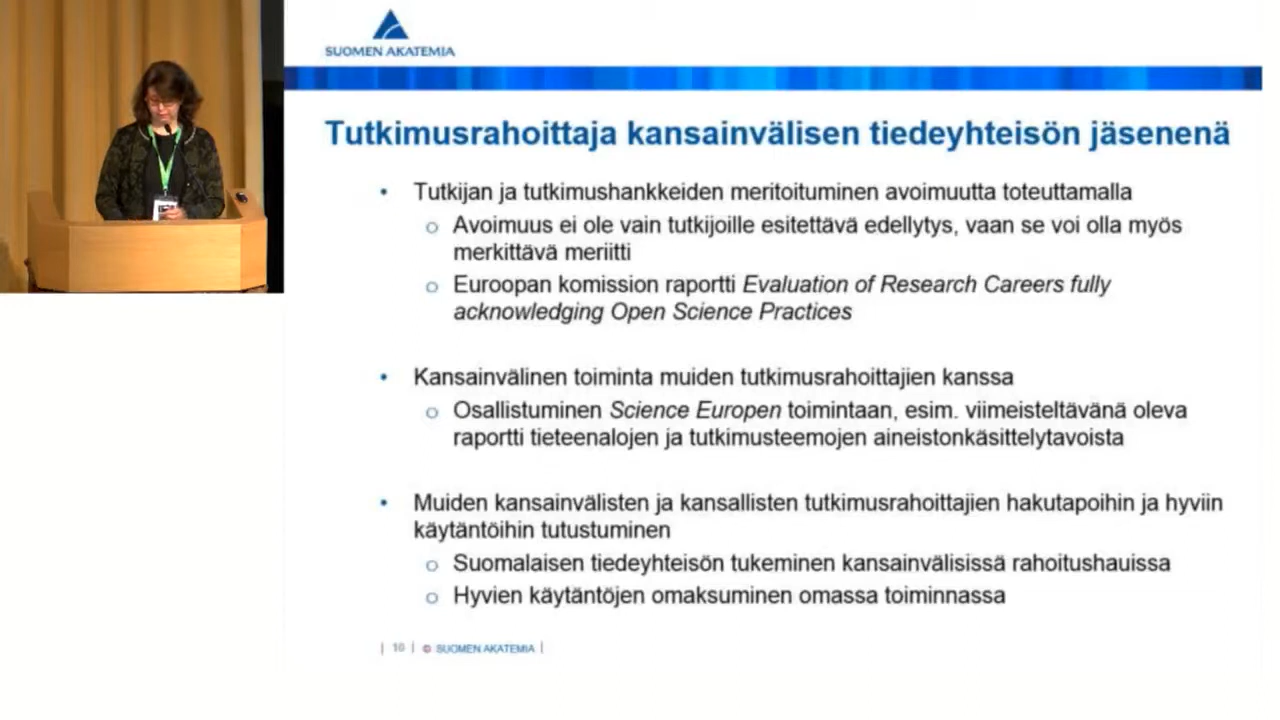 SUOMEN AKATEMIA
Tutkimusrahoittaja kansainvälisen tiedeyhteisön jäsenenä
• Tutkijan ja tutkimushankkeiden meritoituminen avoimuutta toteuttamalla
o Avoimuus ei ole vain tutkijoille esitettävä edellytys, vaan se voi olla myös
merkittävä meriitti
o Euroopan komission raportti Evaluation of Research Careers fully
acknowledging Open Science Practices
• Kansainvälinen toiminta muiden tutkimusrahoittajien kanssa
o Osallistuminen Science Europen toimintaan, esim. viimeisteltävänä oleva
raportti tieteenalojen ja tutkimusteemojen aineistonkäsittelytavoista
• Muiden kansainvälisten ja kansallisten tutkimusrahoittajien hakutapoihin ja hyviin
käytäntöihin tutustuminen
o Suomalaisen tiedeyhteisön tukeminen kansainvälisissä rahoitushauissa
o Hyvien käytäntöjen omaksuminen omassa toiminnassa
| 10 | © SUOMEN AKATEMIA |